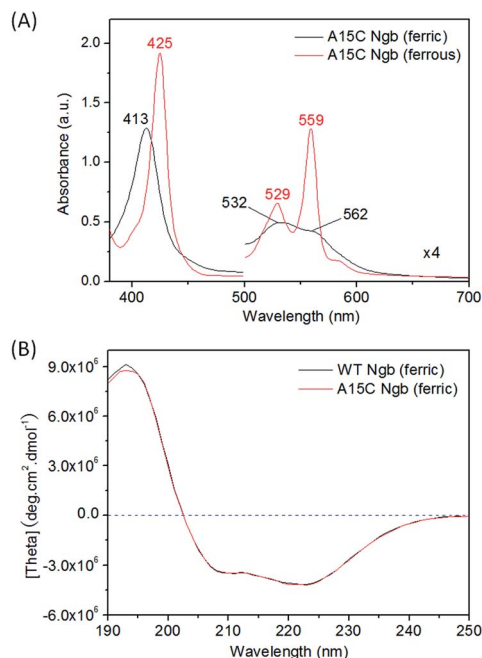 (A)
A15C Ngb (ferric)
A15C Ngb (ferrous)
425
413
559
529
532
562
x4
Absorbance (a.u.)
2.0
1.5
1.0
0.5
0.0
400
450
500
550
600
700
Wavelength (nm)
(B)
WT Ngb (ferric)
A15C Ngb (ferric)
[Theta] (deg.cm².dmol⁻¹)
9.0x10⁶
6.0x10⁶
3.0x10⁶
0.0
-3.0x10⁶
-6.0x10⁶
190
200
210
220
230
240
250
Wavelength (nm)